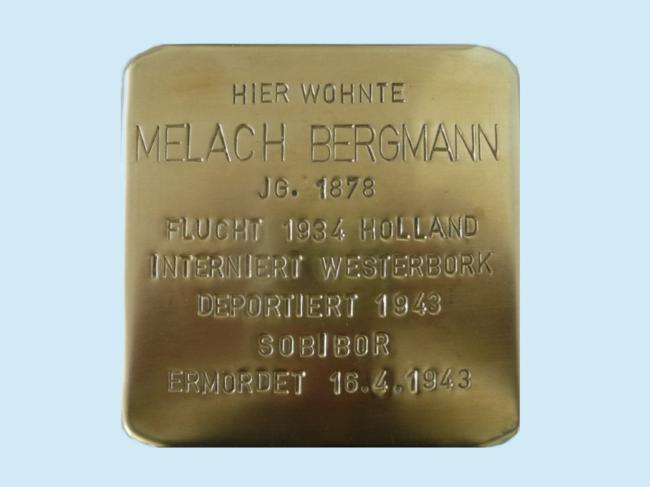 HIER WOHNTE
MELACH BERGMANN
JG. 1878
FLUCHT 1934 HOLLAND
INTERNIERT WESTERBORK
DEPORTIERT 1943
SOBIBOR
ERMORDET 16.4.1943